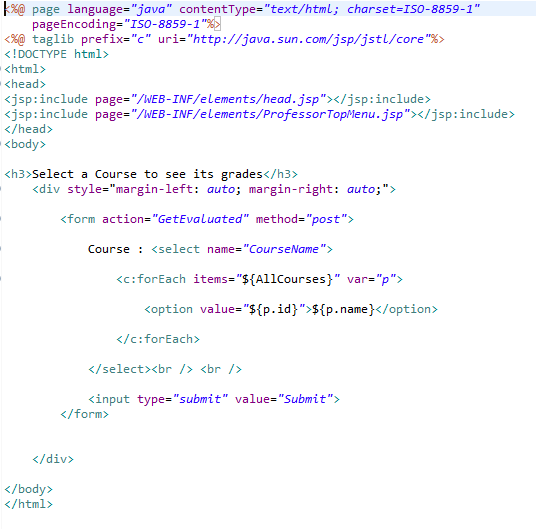 <%@ page language="java" contentType="text/html; charset=ISO-8859-1"
pageEncoding="ISO-8859-1"%>
<%@ taglib prefix="c" uri="http://java.sun.com/jsp/jstl/core"%>
<!DOCTYPE html>
<html>
<head>
<jsp:include page="/WEB-INF/elements/head.jsp"></jsp:include>
<jsp:include page="/WEB-INF/elements/ProfessorTopMenu.jsp"></jsp:include>
</head>
<body>
<h3>Select a Course to see its grades</h3>
<div style="margin-left: auto; margin-right: auto;">
<form action="GetEvaluated" method="post">
Course : <select name="CourseName">
<c:forEach items="${AllCourses}" var="p">
<option value="${p.id}">${p.name}</option>
</c:forEach>
</select><br /> <br />
<input type="submit" value="Submit">
</form>
</div>
</body>
</html>